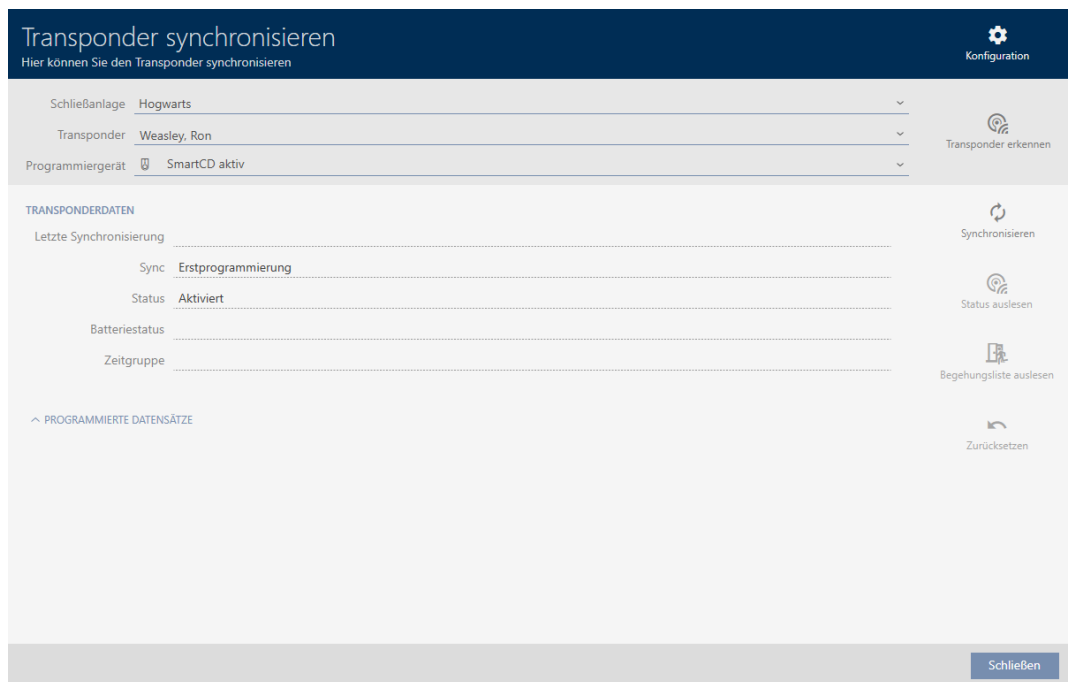 Transponder synchronisieren
Hier können Sie den Transponder synchronisieren
Konfiguration
Schließanlage Hogwarts
Transponder Weasley, Ron
Programmiergerät SmartCD aktiv
Transponder erkennen
TRANSPONDERDATEN
Letzte Synchronisierung
Sync Erstprogrammierung
Status Aktiviert
Batteriestatus
Zeitgruppe
PROGRAMMIERTE DATENSÄTZE
Synchronisieren
Status auslesen
Begehungsliste auslesen
Zurücksetzen
Schließen